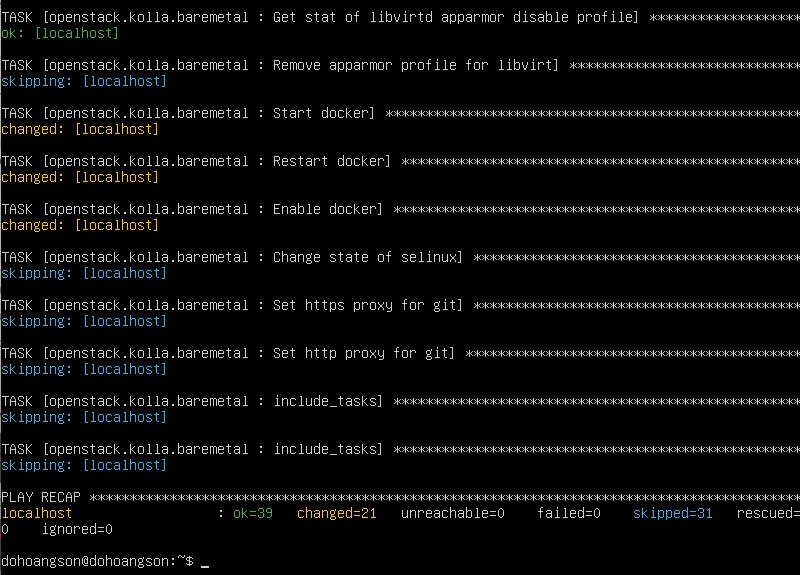 TASK [openstack.kolla.baremetal : Get stat of libvirtd apparmor disable profile] *******************
ok: [localhost]
TASK [openstack.kolla.baremetal : Remove apparmor profile for libvirt] *****************************
skipping: [localhost]
TASK [openstack.kolla.baremetal : Start docker] ****************************************************
changed: [localhost]
TASK [openstack.kolla.baremetal : Restart docker] **************************************************
changed: [localhost]
TASK [openstack.kolla.baremetal : Enable docker] ***************************************************
changed: [localhost]
TASK [openstack.kolla.baremetal : Change state of selinux] *****************************************
skipping: [localhost]
TASK [openstack.kolla.baremetal : Set https proxy for git] *****************************************
skipping: [localhost]
TASK [openstack.kolla.baremetal : Set http proxy for git] ******************************************
skipping: [localhost]
TASK [openstack.kolla.baremetal : include_tasks] ***************************************************
skipping: [localhost]
TASK [openstack.kolla.baremetal : include_tasks] ***************************************************
skipping: [localhost]
PLAY RECAP *****************************************************************************************
localhost                  : ok=39   changed=21   unreachable=0    failed=0    skipped=31   rescued=
0    ignored=0
dohoangson@dohoangson:~$ _